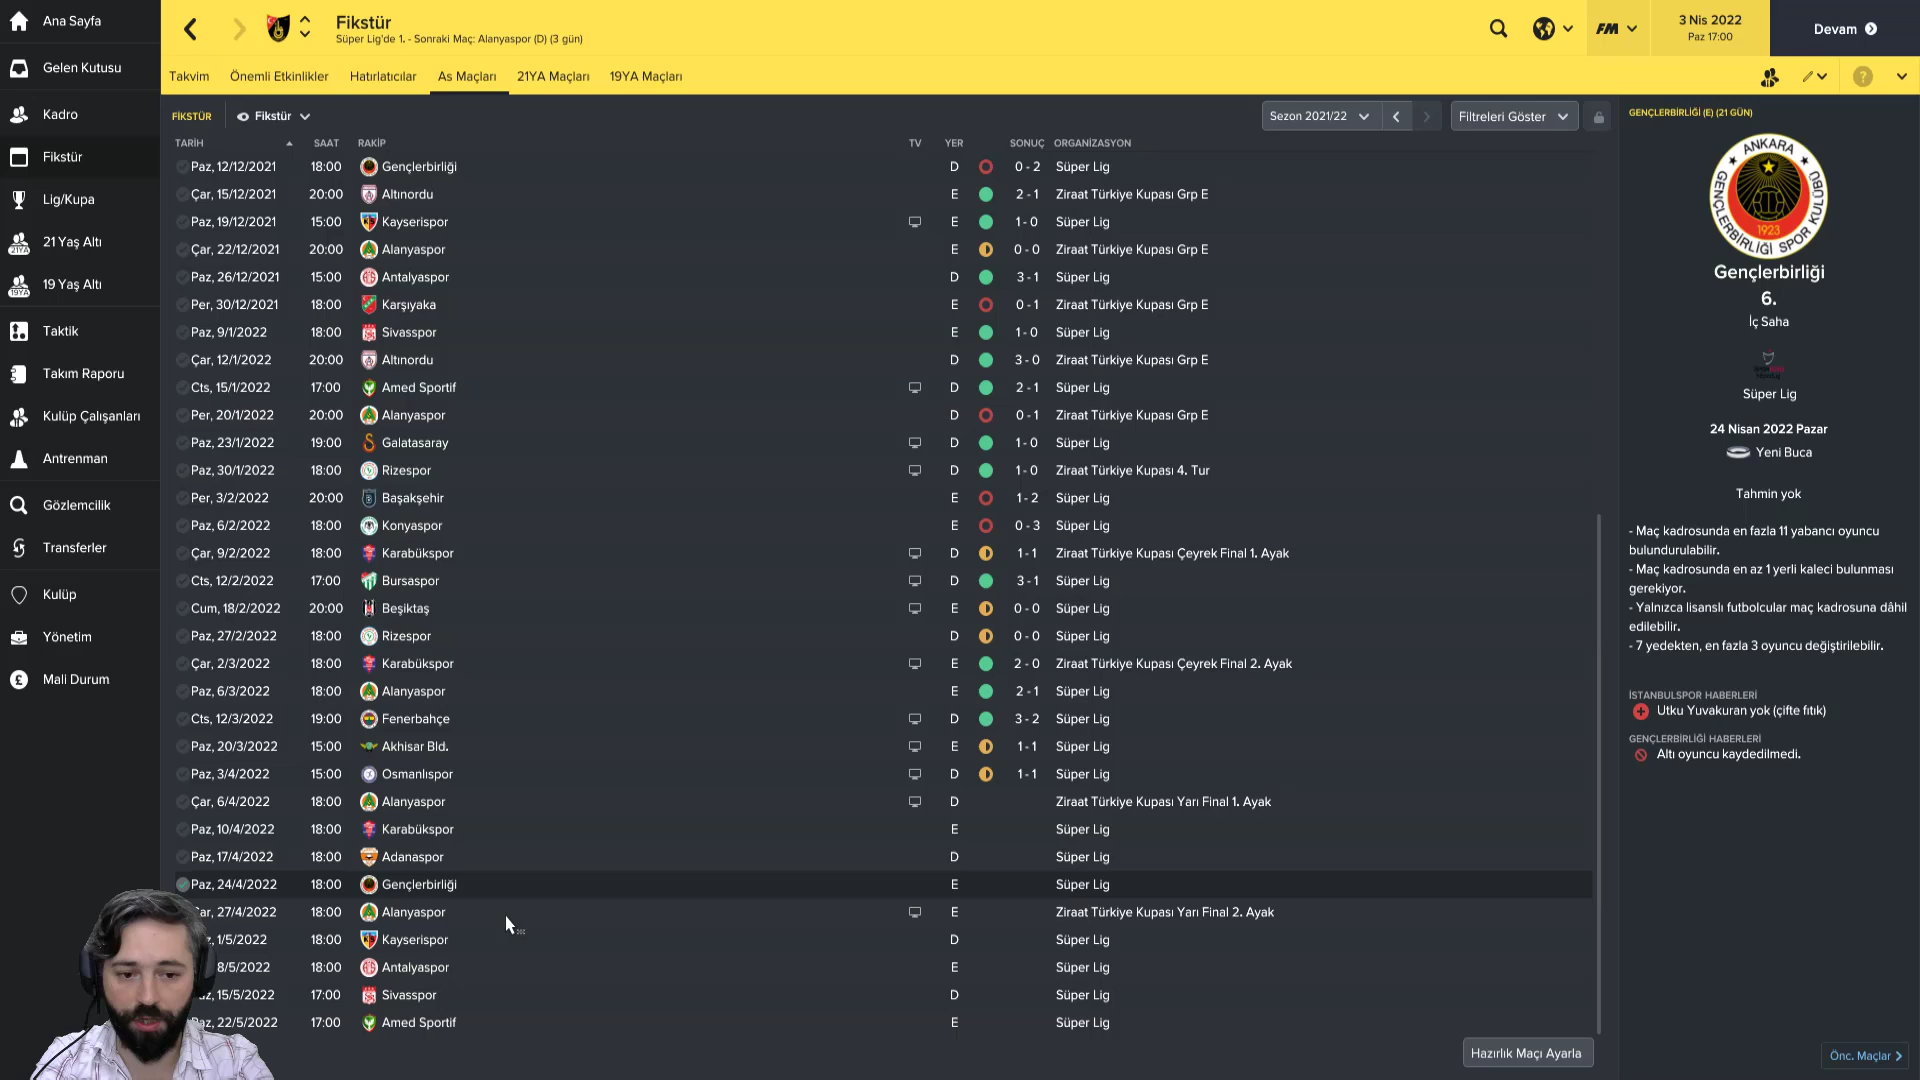 Ana Sayfa
Gelen Kutusu
Kadro
Fikstür
Lig/Kupa
21 Yaş Altı
19 Yaş Altı
Taktik
Takım Raporu
Kulüp Çalışanları
Antrenman
Gözlemcilik
Transferler
Kulüp
Yönetim
Mali Durum
Fikstür
Süper Lig'de 1. - Sonraki Maç: Alanyaspor (D) (3 gün)
FM
3 Nis 2022
Paz 17:00
Devam
Takvim Önemli Etkinlikler Hatırlatıcılar As Maçları 21YA Maçları 19YA Maçları
FİKSTÜR Fikstür Sezon 2021/22 Filtreleri Göster
TARİH SAAT RAKİP TV YER SONUÇ ORGANİZASYON
Paz, 12/12/2021 18:00 Gençlerbirliği D 0 - 2 Süper Lig
Çar, 15/12/2021 20:00 Altınordu E 2 - 1 Ziraat Türkiye Kupası Grp E
Paz, 19/12/2021 15:00 Kayserispor E 1 - 0 Süper Lig
Çar, 22/12/2021 20:00 Alanyaspor E 0 - 0 Ziraat Türkiye Kupası Grp E
Paz, 26/12/2021 15:00 Antalyaspor D 3 - 1 Süper Lig
Per, 30/12/2021 18:00 Karşıyaka E 0 - 1 Ziraat Türkiye Kupası Grp E
Paz, 9/1/2022 18:00 Sivasspor E 1 - 0 Süper Lig
Çar, 12/1/2022 20:00 Altınordu D 3 - 0 Ziraat Türkiye Kupası Grp E
Cts, 15/1/2022 17:00 Amed Sportif D 2 - 1 Süper Lig
Per, 20/1/2022 20:00 Alanyaspor D 0 - 1 Ziraat Türkiye Kupası Grp E
Paz, 23/1/2022 19:00 Galatasaray D 1 - 0 Süper Lig
Paz, 30/1/2022 18:00 Rizespor D 1 - 0 Ziraat Türkiye Kupası 4. Tur
Per, 3/2/2022 20:00 Başakşehir E 1 - 2 Süper Lig
Paz, 6/2/2022 18:00 Konyaspor E 0 - 3 Süper Lig
Çar, 9/2/2022 18:00 Karabükspor D 1 - 1 Ziraat Türkiye Kupası Çeyrek Final 1. Ayak
Cts, 12/2/2022 17:00 Bursaspor D 3 - 1 Süper Lig
Cum, 18/2/2022 20:00 Beşiktaş E 0 - 0 Süper Lig
Paz, 27/2/2022 18:00 Rizespor D 0 - 0 Süper Lig
Çar, 2/3/2022 18:00 Karabükspor E 2 - 0 Ziraat Türkiye Kupası Çeyrek Final 2. Ayak
Paz, 6/3/2022 18:00 Alanyaspor E 2 - 1 Süper Lig
Cts, 12/3/2022 19:00 Fenerbahçe D 3 - 2 Süper Lig
Paz, 20/3/2022 15:00 Akhisar Bld. E 1 - 1 Süper Lig
Paz, 3/4/2022 15:00 Osmanlıspor D 1 - 1 Süper Lig
Çar, 6/4/2022 18:00 Alanyaspor D Ziraat Türkiye Kupası Yarı Final 1. Ayak
Paz, 10/4/2022 18:00 Karabükspor E Süper Lig
Paz, 17/4/2022 18:00 Adanaspor D Süper Lig
Paz, 24/4/2022 18:00 Gençlerbirliği E Süper Lig
ar, 27/4/2022 18:00 Alanyaspor E Ziraat Türkiye Kupası Yarı Final 2. Ayak
1/5/2022 18:00 Kayserispor D Süper Lig
8/5/2022 18:00 Antalyaspor E Süper Lig
15/5/2022 17:00 Sivasspor D Süper Lig
22/5/2022 17:00 Amed Sportif E Süper Lig
Hazırlık Maçı Ayarla
GENÇLERBİRLİĞİ (E) (21 GÜN)
ANKARA
GENÇLERBİRLİĞİ SPOR KULÜBÜ
1923
Gençlerbirliği
6.
İç Saha
Süper Lig
24 Nisan 2022 Pazar
Yeni Buca
Tahmin yok
- Maç kadrosunda en fazla 11 yabancı oyuncu
bulundurulabilir.
- Maç kadrosunda en az 1 yerli kaleci bulunması
gerekiyor.
- Yalnızca lisanslı futbolcular maç kadrosuna dâhil
edilebilir.
- 7 yedekten, en fazla 3 oyuncu değiştirilebilir.
İSTANBULSPOR HABERLERİ
Utku Yuvakuran yok (çifte fıtık)
GENÇLERBİRLİĞİ HABERLERİ
Altı oyuncu kaydedilmedi.
Önc. Maçlar